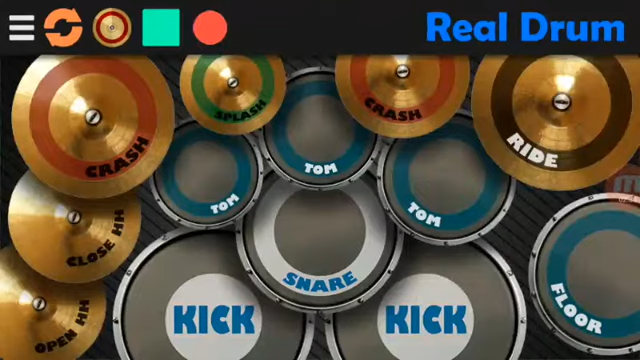 Real Drum
CRASH
SPLASH
CRASH
RIDE
TOM
TOM
TOM
CLOSE HH
SNARE
OPEN HH
KICK
KICK
FLOOR